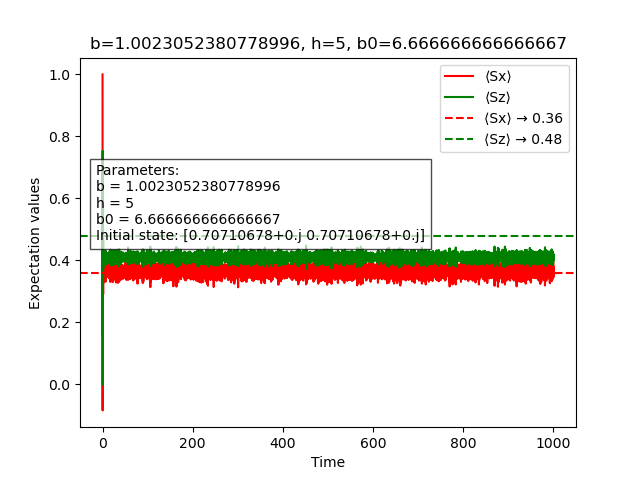 b=1.0023052380778996, h=5, b0=6.666666666666667
1.0
0.8
0.6
0.4
0.2
0.0
Expectation values
⟨Sx⟩
⟨Sz⟩
⟨Sx⟩ → 0.36
⟨Sz⟩ → 0.48
Parameters:
b = 1.0023052380778996
h = 5
b0 = 6.666666666666667
Initial state: [0.70710678+0.j 0.70710678+0.j]
0 200 400 600 800 1000
Time